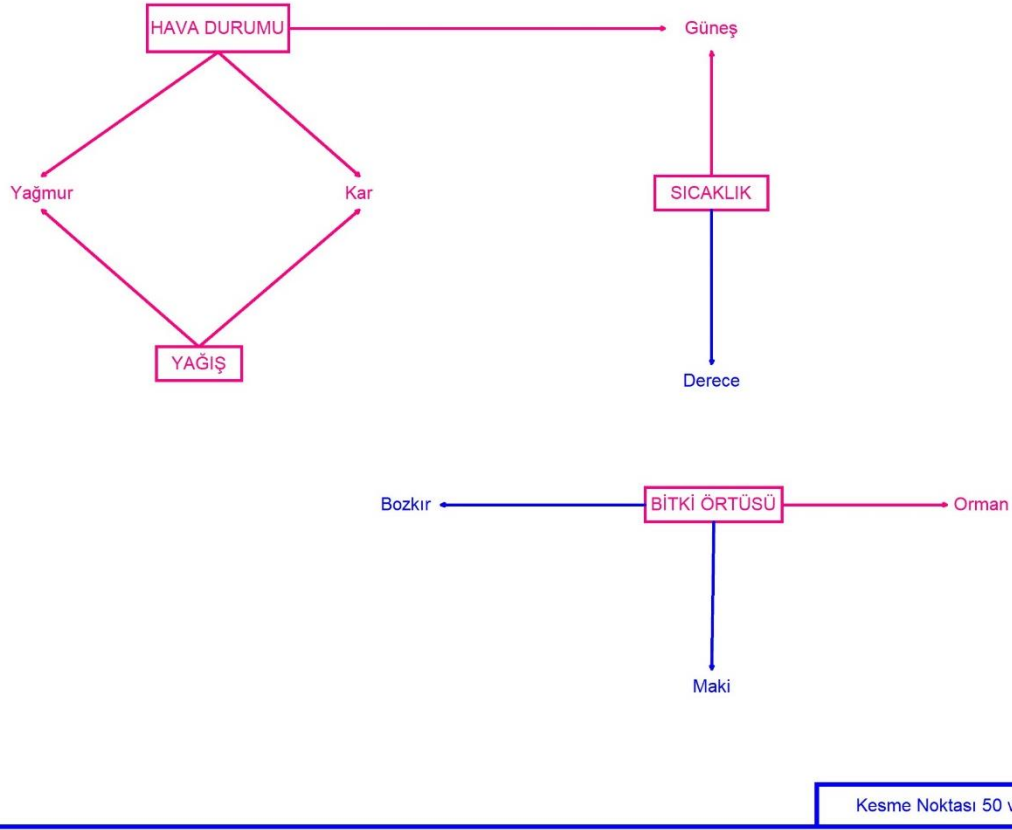 HAVA DURUMU
Güneş
Yağmur
Kar
SICAKLIK
YAĞIŞ
Derece
Bozkır
BİTKİ ÖRTÜSÜ
Orman
Maki
Kesme Noktası 50